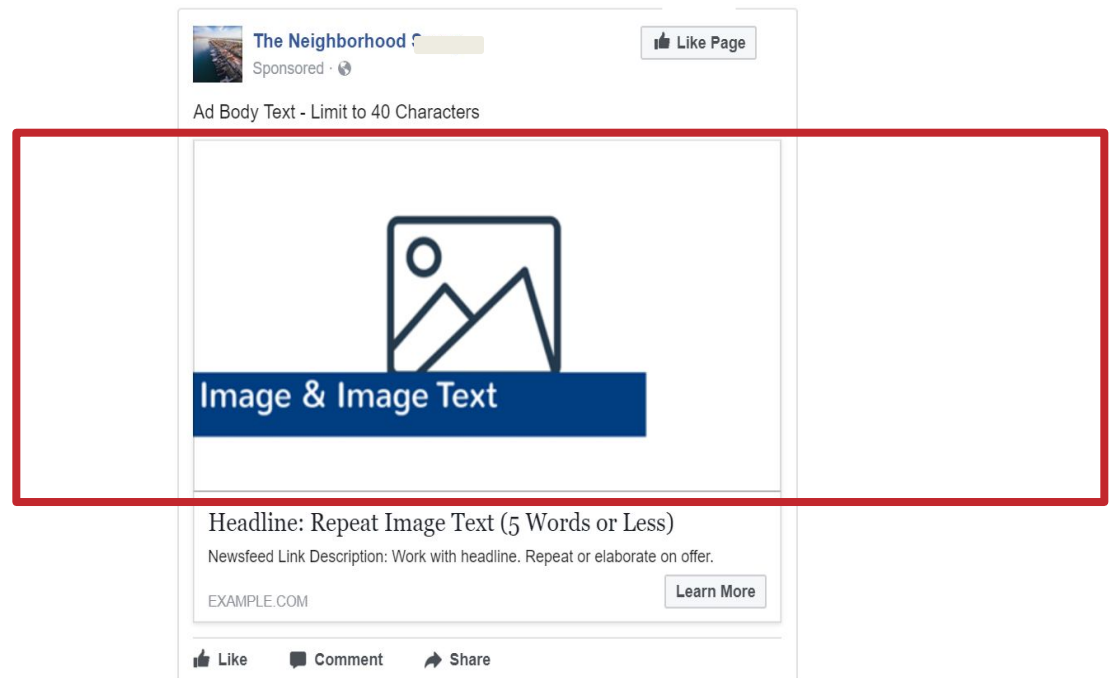 The Neighborhood
Like Page
Sponsored ·
Ad Body Text - Limit to 40 Characters
Image & Image Text
Headline: Repeat Image Text (5 Words or Less)
Newsfeed Link Description: Work with headline. Repeat or elaborate on offer.
EXAMPLE.COM
Learn More
Like Comment Share